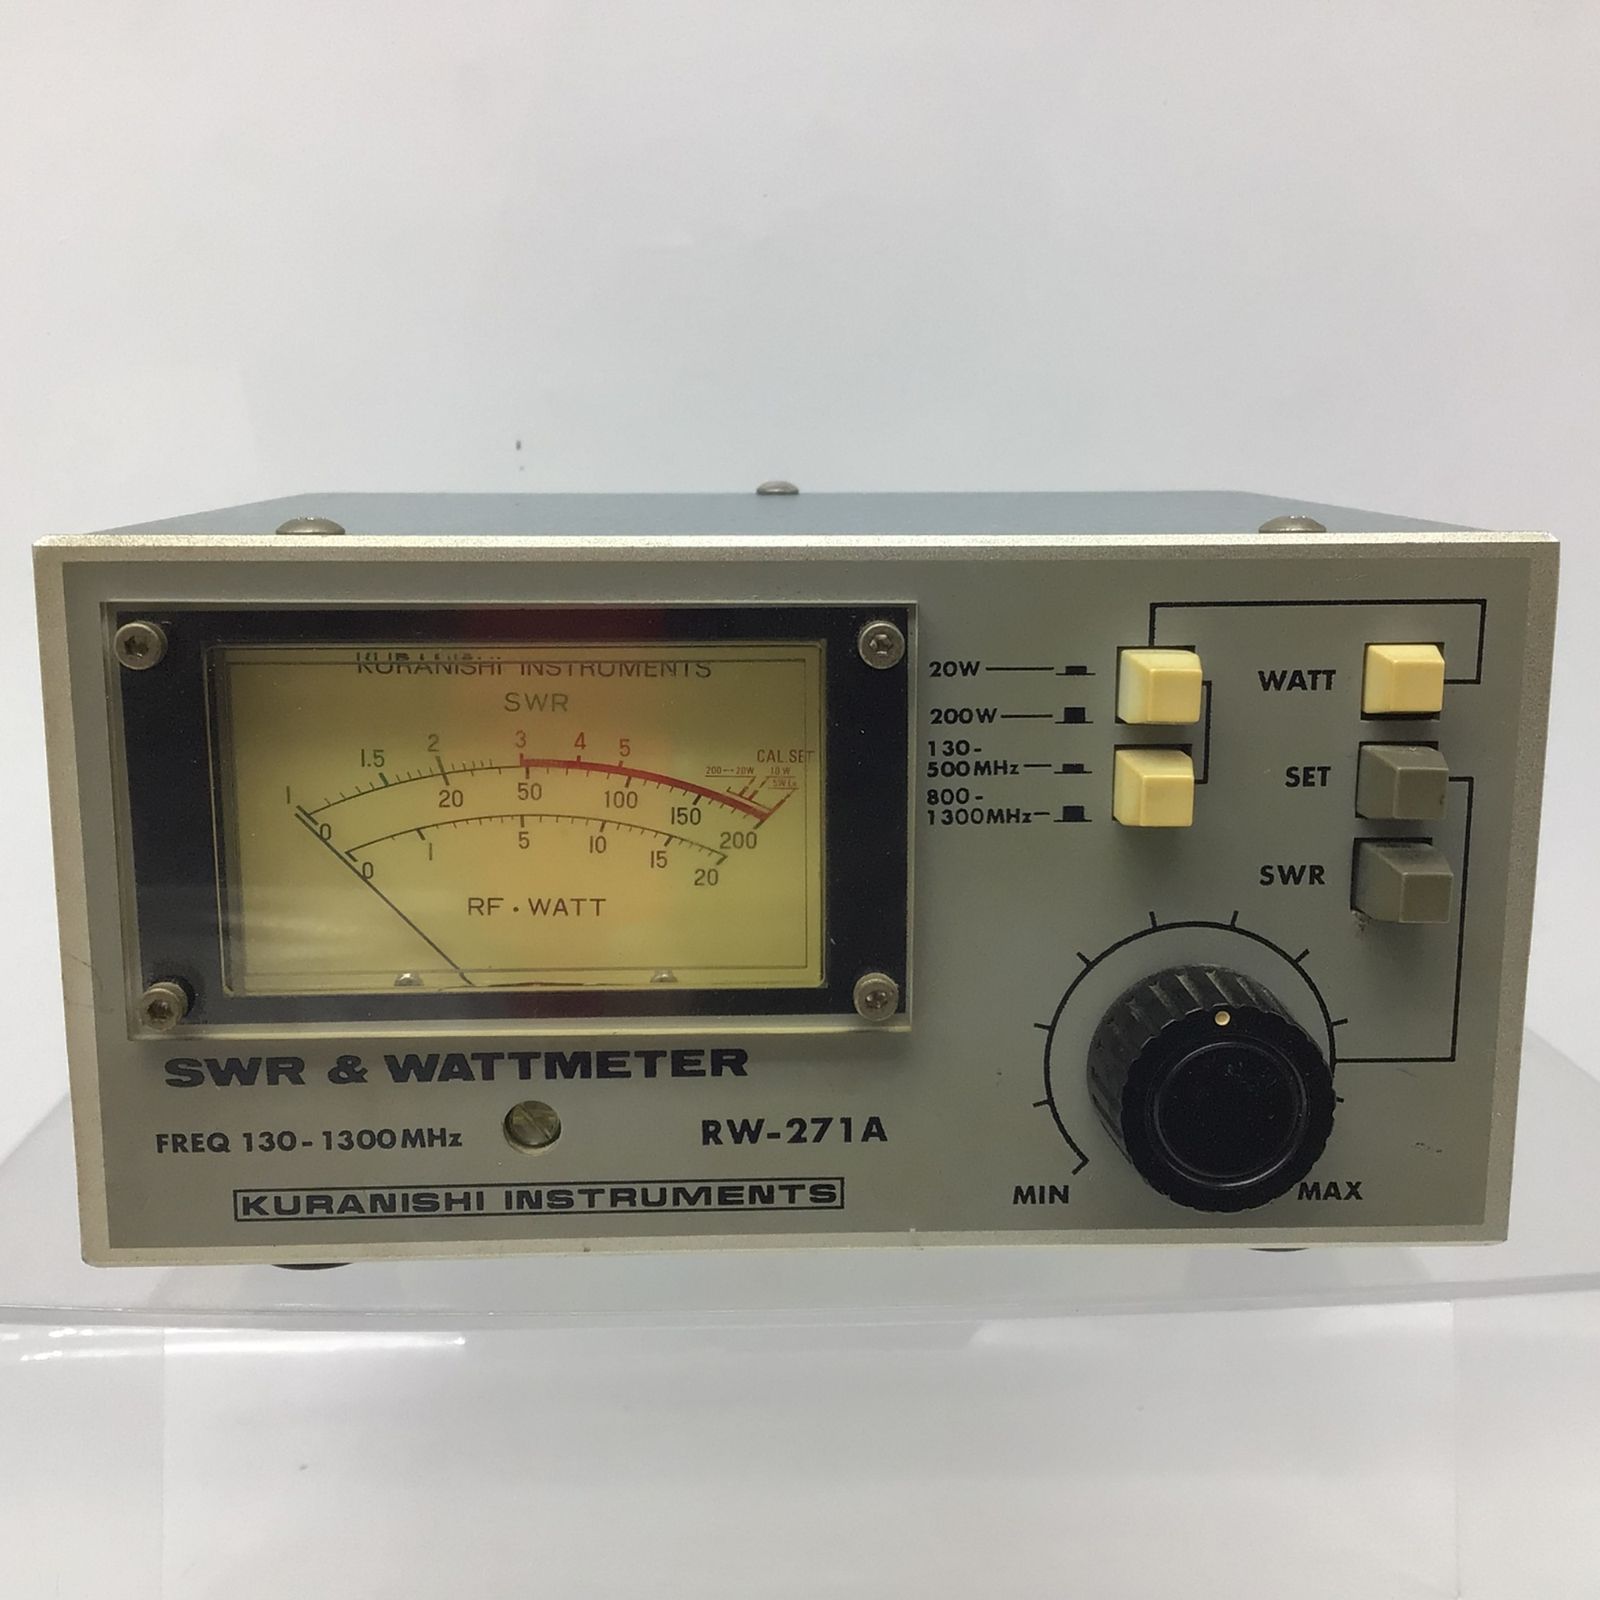 KURANISHI INSTRUMENTS
SWR
1 1.5 2 3 4 5 CAL.SET
200 20W 10W
0 20 50 100 150 200
0 1 5 10 15 20
RF・WATT
SWR & WATTMETER
FREQ 130-1300MHz
RW-271A
KURANISHI INSTRUMENTS
20W
200W
130-
500MHz
800-
1300MHz
WATT
SET
SWR
MIN
MAX